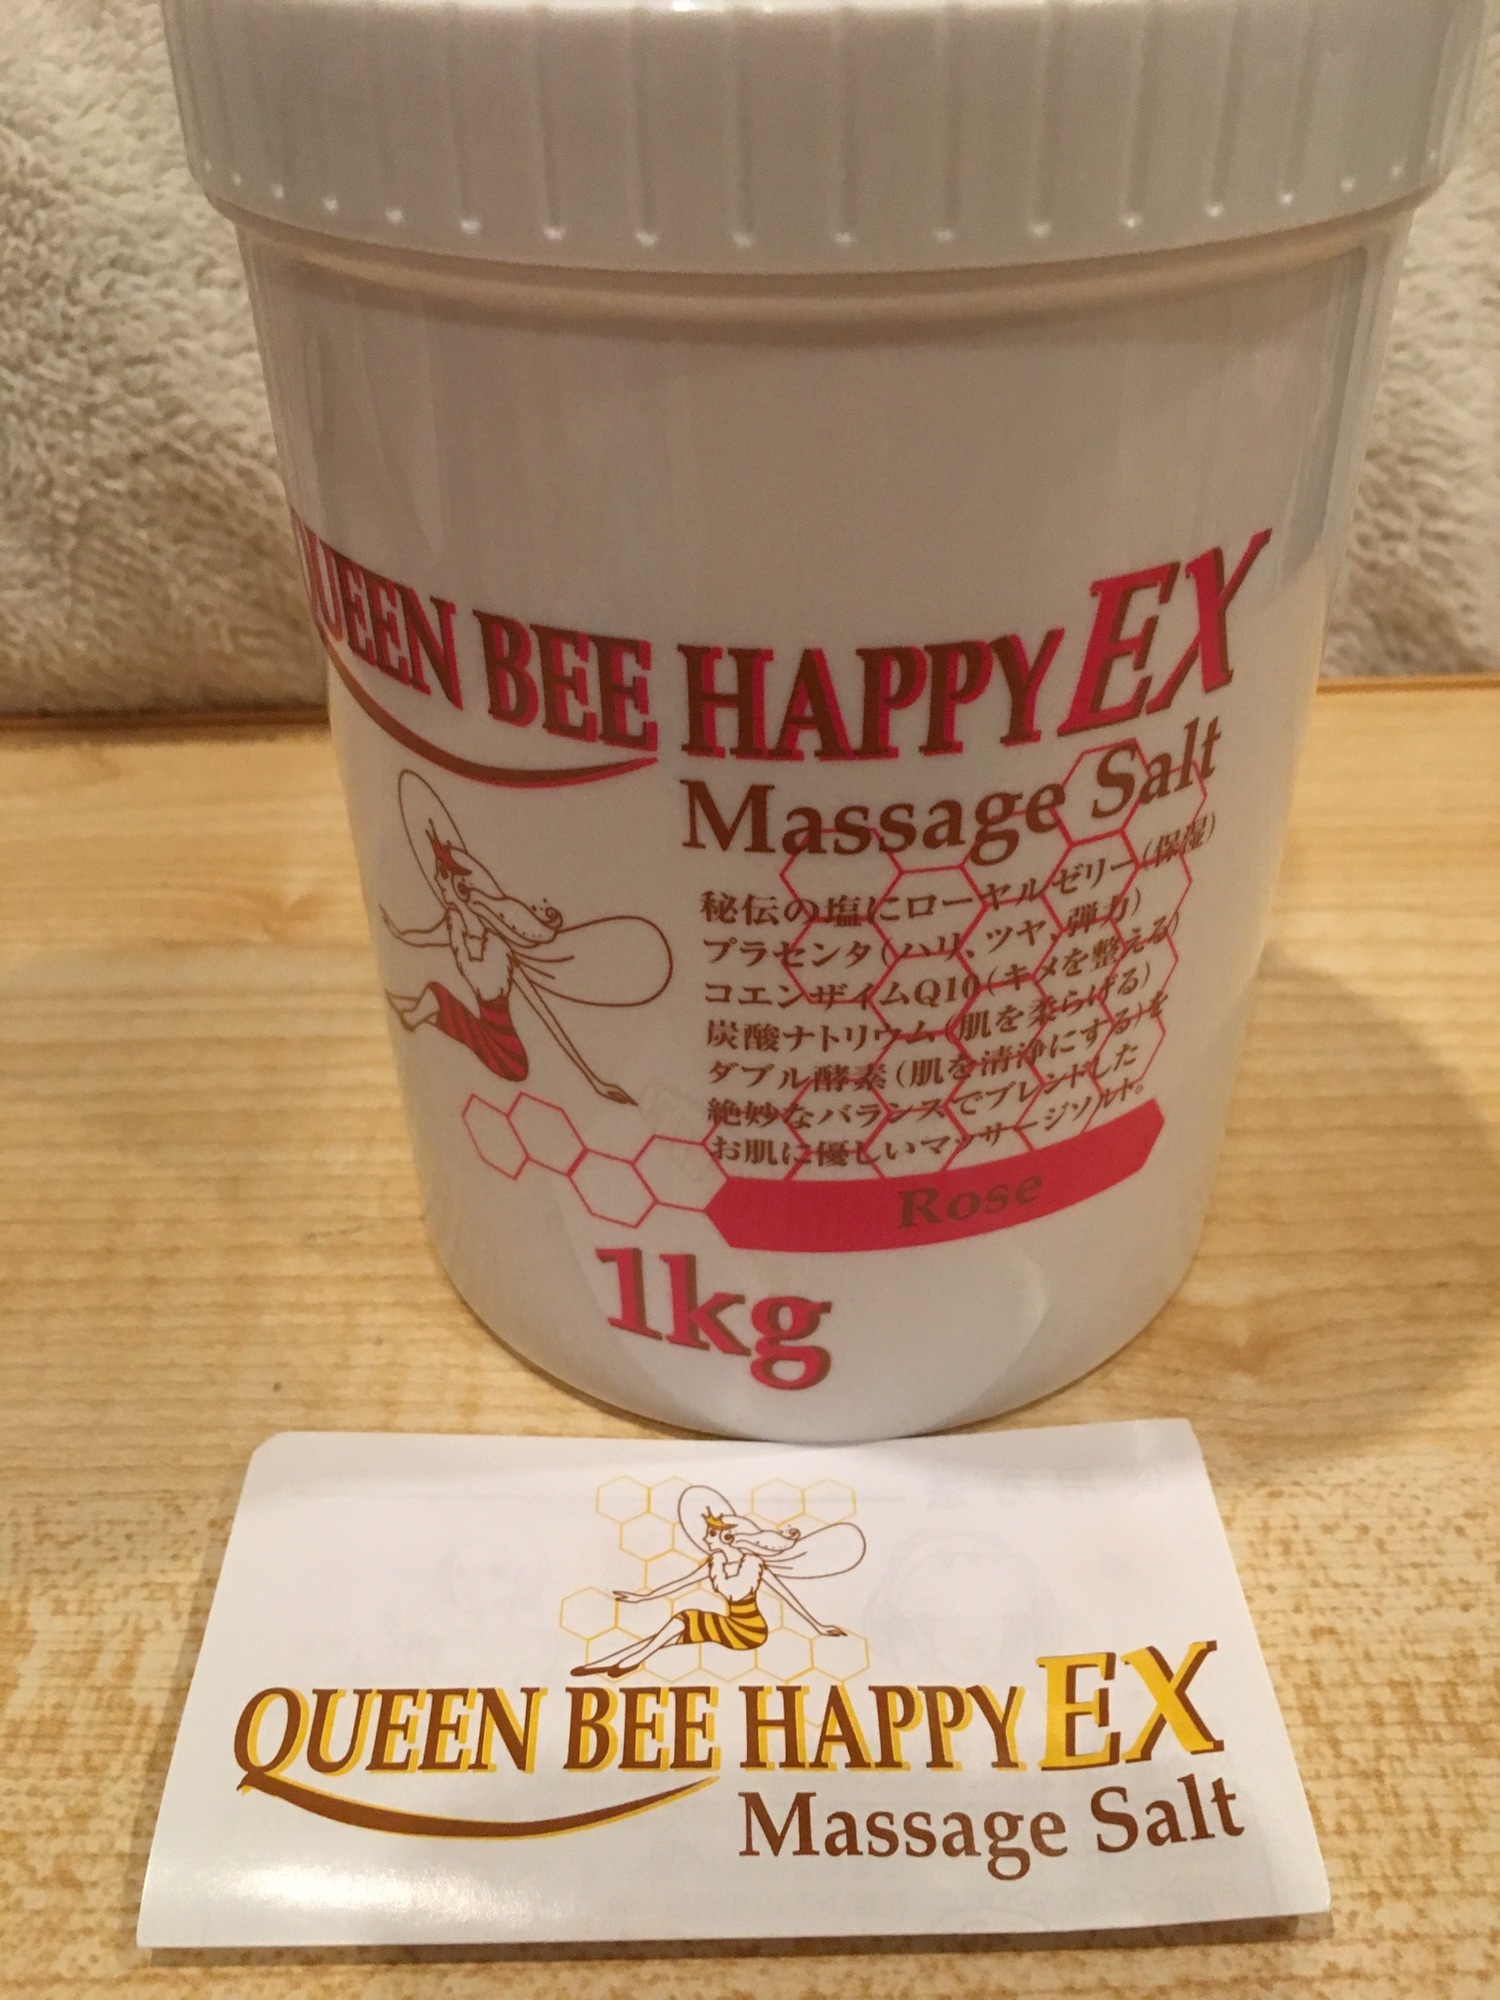 QUEEN BEE HAPPY EX
Massage Salt
秘伝の塩にローヤルゼリー(保湿)
プラセンタ(ハリ、ツヤ、弾力)
コエンザイムQ10(キメを整える)
炭酸ナトリウム(肌を柔らげる)
ダブル酵素(肌を清浄にする)を
絶妙なバランスでブレンドした
お肌に優しいマッサージソルト。
Rose
1kg
QUEEN BEE HAPPY EX
Massage Salt